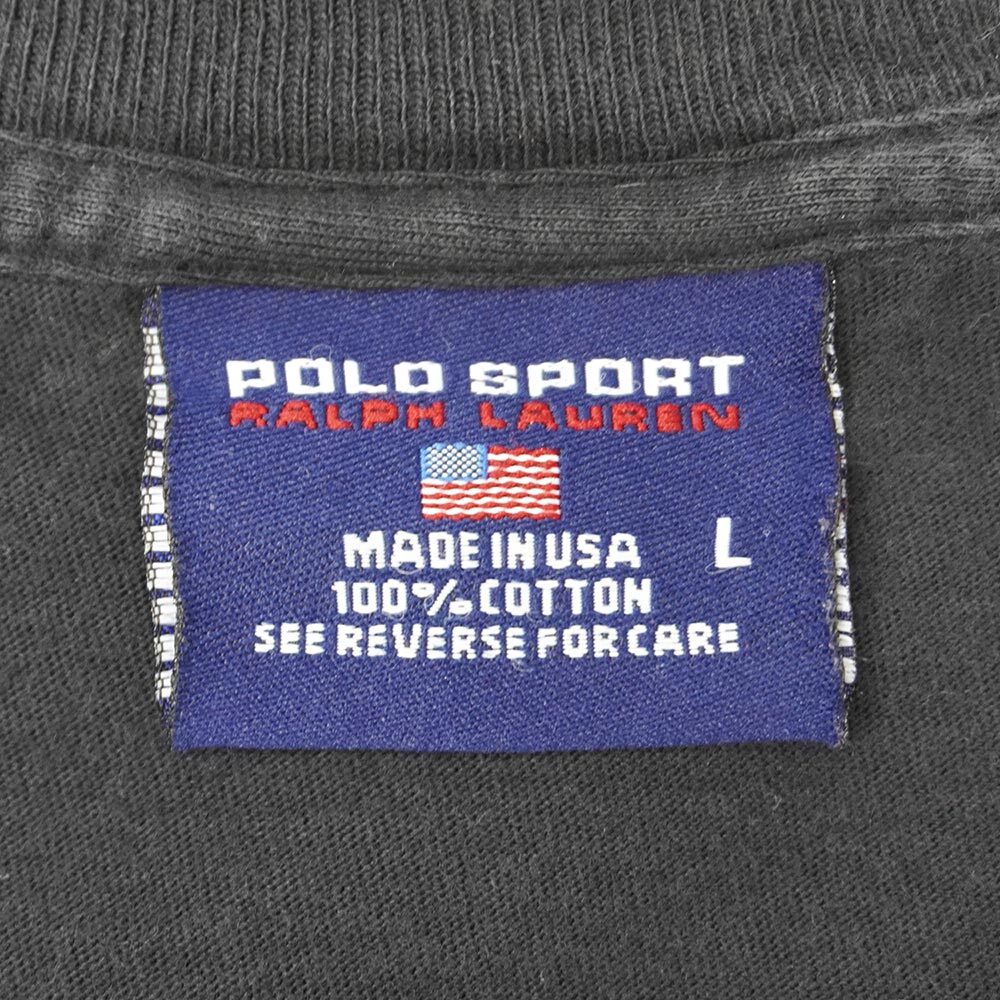 POLO SPORT
RALPH LAUREN
MADE IN USA
L
100% COTTON
SEE REVERSE FOR CARE